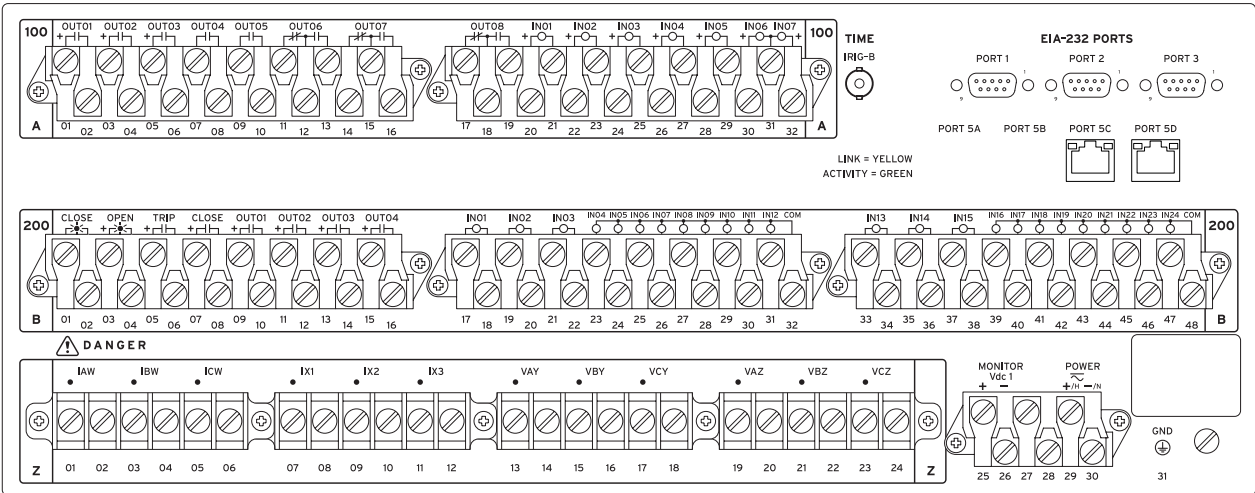 100 OUT01 OUT02 OUT03 OUT04 OUT05 OUT06 OUT07 OUT08 IN01 IN02 IN03 IN04 IN05 IN06 IN07 100
+ + + + + + + + + +
A 01 02 03 04 05 06 07 08 09 10 11 12 13 14 15 16 17 18 19 20 21 22 23 24 25 26 27 28 29 30 31 32 A
TIME
IRIG-B
EIA-232 PORTS
PORT 1 PORT 2 PORT 3
1 1 1
9 9 9
PORT 5A PORT 5B PORT 5C PORT 5D
LINK = YELLOW
ACTIVITY = GREEN
200 CLOSE OPEN TRIP CLOSE OUT01 OUT02 OUT03 OUT04 IN01 IN02 IN03 IN04 IN05 IN06 IN07 IN08 IN09 IN10 IN11 IN12 COM IN13 IN14 IN15 IN16 IN17 IN18 IN19 IN20 IN21 IN22 IN23 IN24 COM 200
+ + + + + + + +
B 01 02 03 04 05 06 07 08 09 10 11 12 13 14 15 16 17 18 19 20 21 22 23 24 25 26 27 28 29 30 31 32 33 34 35 36 37 38 39 40 41 42 43 44 45 46 47 48 B
DANGER
IAW IBW ICW IX1 IX2 IX3 VAY VBY VCY VAZ VBZ VCZ
Z 01 02 03 04 05 06 07 08 09 10 11 12 13 14 15 16 17 18 19 20 21 22 23 24 Z
MONITOR POWER
Vdc 1
+ − +/H −/N
25 26 27 28 29 30
GND
31